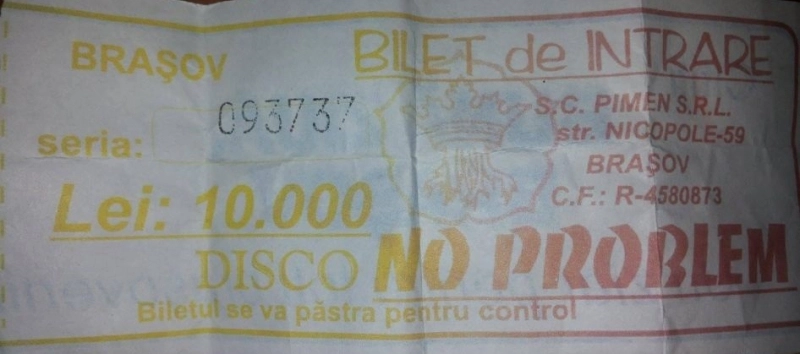 BRAŞOV
BILET de INTRARE
seria: 093737
S.C. PIMEN S.R.L.
str. NICOPOLE-59
BRAŞOV
C.F.: R-4580873
Lei: 10.000
DISCO NO PROBLEM
Biletul se va păstra pentru control